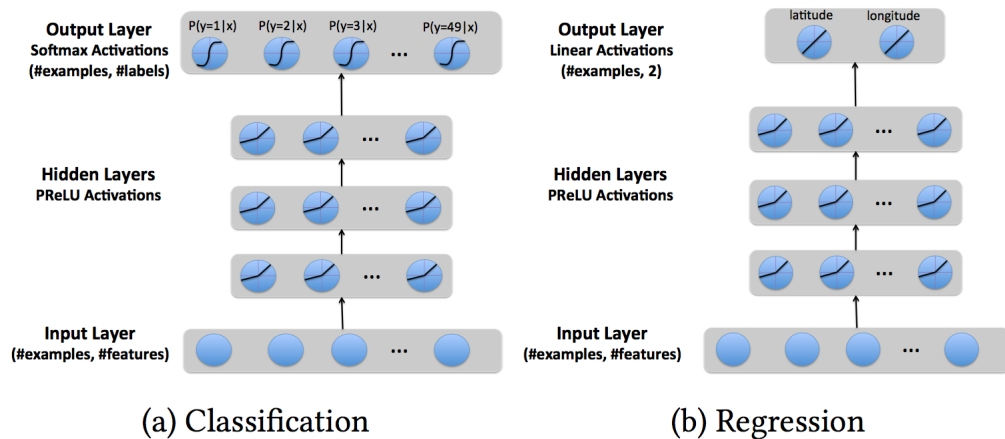 Output Layer
Softmax Activations
(#examples, #labels)
P(y=1|x) P(y=2|x) P(y=3|x) P(y=49|x)
...
Hidden Layers
PReLU Activations
...
...
...
Input Layer
(#examples, #features)
...
(a) Classification
Output Layer
Linear Activations
(#examples, 2)
latitude longitude
Hidden Layers
PReLU Activations
...
...
...
Input Layer
(#examples, #features)
...
(b) Regression